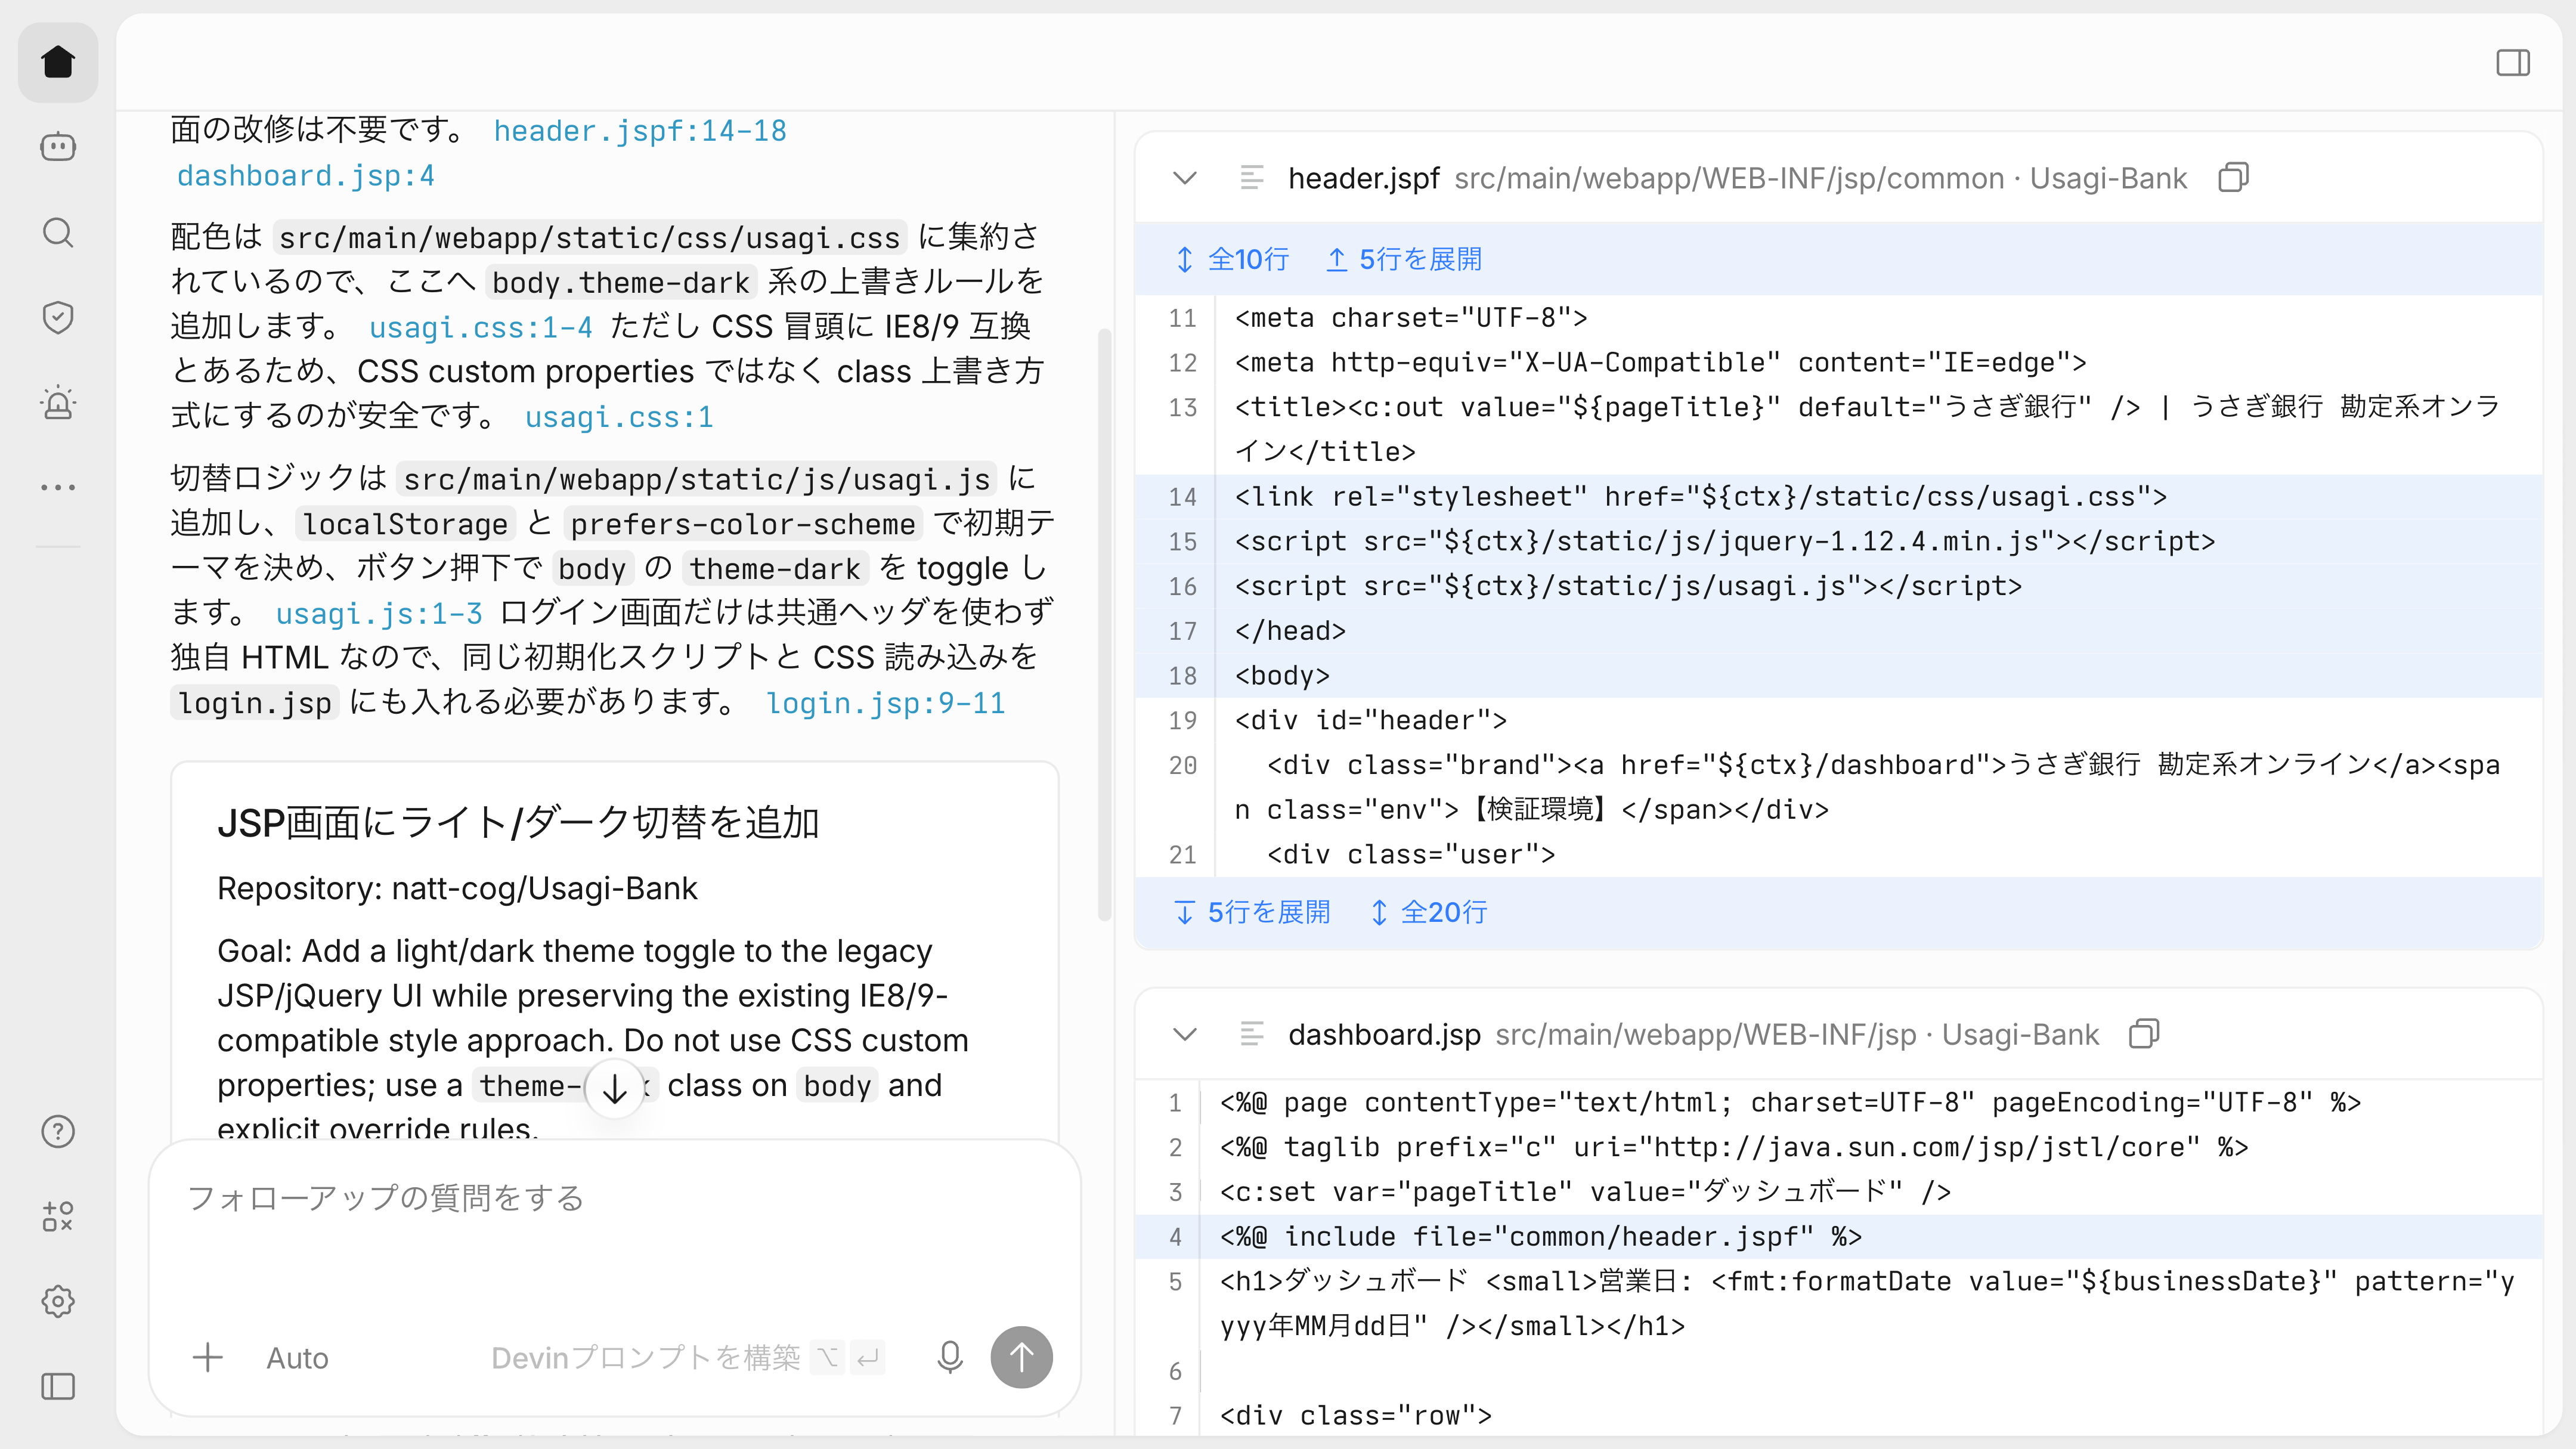 面の改修は不要です。 header.jspf:14-18
dashboard.jsp:4
配色は src/main/webapp/static/css/usagi.css に集約さ
れているので、ここへ body.theme-dark 系の上書きルールを
追加します。 usagi.css:1-4 ただし CSS 冒頭に IE8/9 互換
とあるため、CSS custom properties ではなく class 上書き方
式にするのが安全です。 usagi.css:1
切替ロジックは src/main/webapp/static/js/usagi.js に
追加し、 localStorage と prefers-color-scheme で初期テ
ーマを決め、ボタン押下で body の theme-dark を toggle し
ます。 usagi.js:1-3 ログイン画面だけは共通ヘッダを使わず
独自 HTML なので、同じ初期化スクリプトと CSS 読み込みを
login.jsp にも入れる必要があります。 login.jsp:9-11
JSP画面にライト/ダーク切替を追加
Repository: natt-cog/Usagi-Bank
Goal: Add a light/dark theme toggle to the legacy
JSP/jQuery UI while preserving the existing IE8/9-
compatible style approach. Do not use CSS custom
properties; use a theme- class on body and
explicit override rules.
フォローアップの質問をする
Auto
Devinプロンプトを構築
header.jspf src/main/webapp/WEB-INF/jsp/common · Usagi-Bank
全10行 5行を展開
11 <meta charset="UTF-8">
12 <meta http-equiv="X-UA-Compatible" content="IE=edge">
13 <title><c:out value="${pageTitle}" default="うさぎ銀行" /> | うさぎ銀行 勘定系オンラ
イン</title>
14 <link rel="stylesheet" href="${ctx}/static/css/usagi.css">
15 <script src="${ctx}/static/js/jquery-1.12.4.min.js"></script>
16 <script src="${ctx}/static/js/usagi.js"></script>
17 </head>
18 <body>
19 <div id="header">
20 <div class="brand"><a href="${ctx}/dashboard">うさぎ銀行 勘定系オンライン</a><spa
n class="env">【検証環境】</span></div>
21 <div class="user">
5行を展開 全20行
dashboard.jsp src/main/webapp/WEB-INF/jsp · Usagi-Bank
1 <%@ page contentType="text/html; charset=UTF-8" pageEncoding="UTF-8" %>
2 <%@ taglib prefix="c" uri="http://java.sun.com/jsp/jstl/core" %>
3 <c:set var="pageTitle" value="ダッシュボード" />
4 <%@ include file="common/header.jspf" %>
5 <h1>ダッシュボード <small>営業日: <fmt:formatDate value="${businessDate}" pattern="y
yyy年MM月dd日" /></small></h1>
6
7 <div class="row">